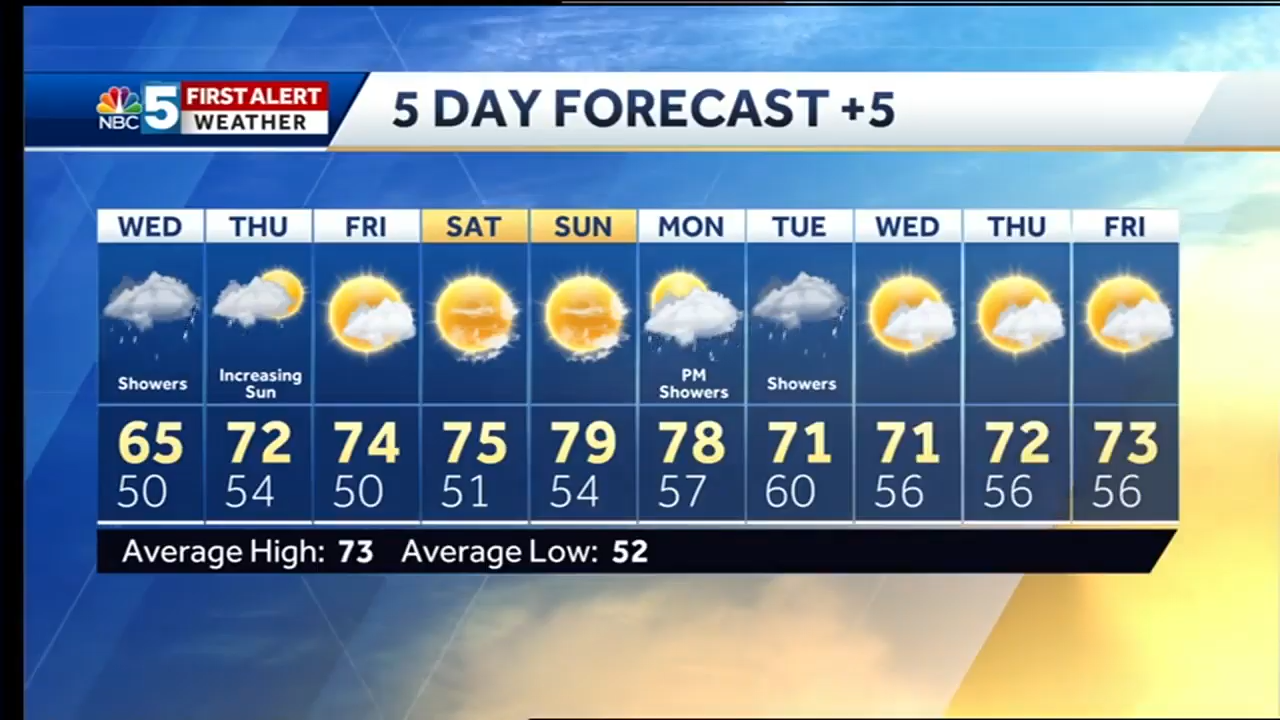 NBC 5 FIRST ALERT WEATHER
5 DAY FORECAST +5
WED THU FRI SAT SUN MON TUE WED THU FRI
Showers
Increasing
Sun
PM
Showers
Showers
65 72 74 75 79 78 71 71 72 73
50 54 50 51 54 57 60 56 56 56
Average High: 73 Average Low: 52